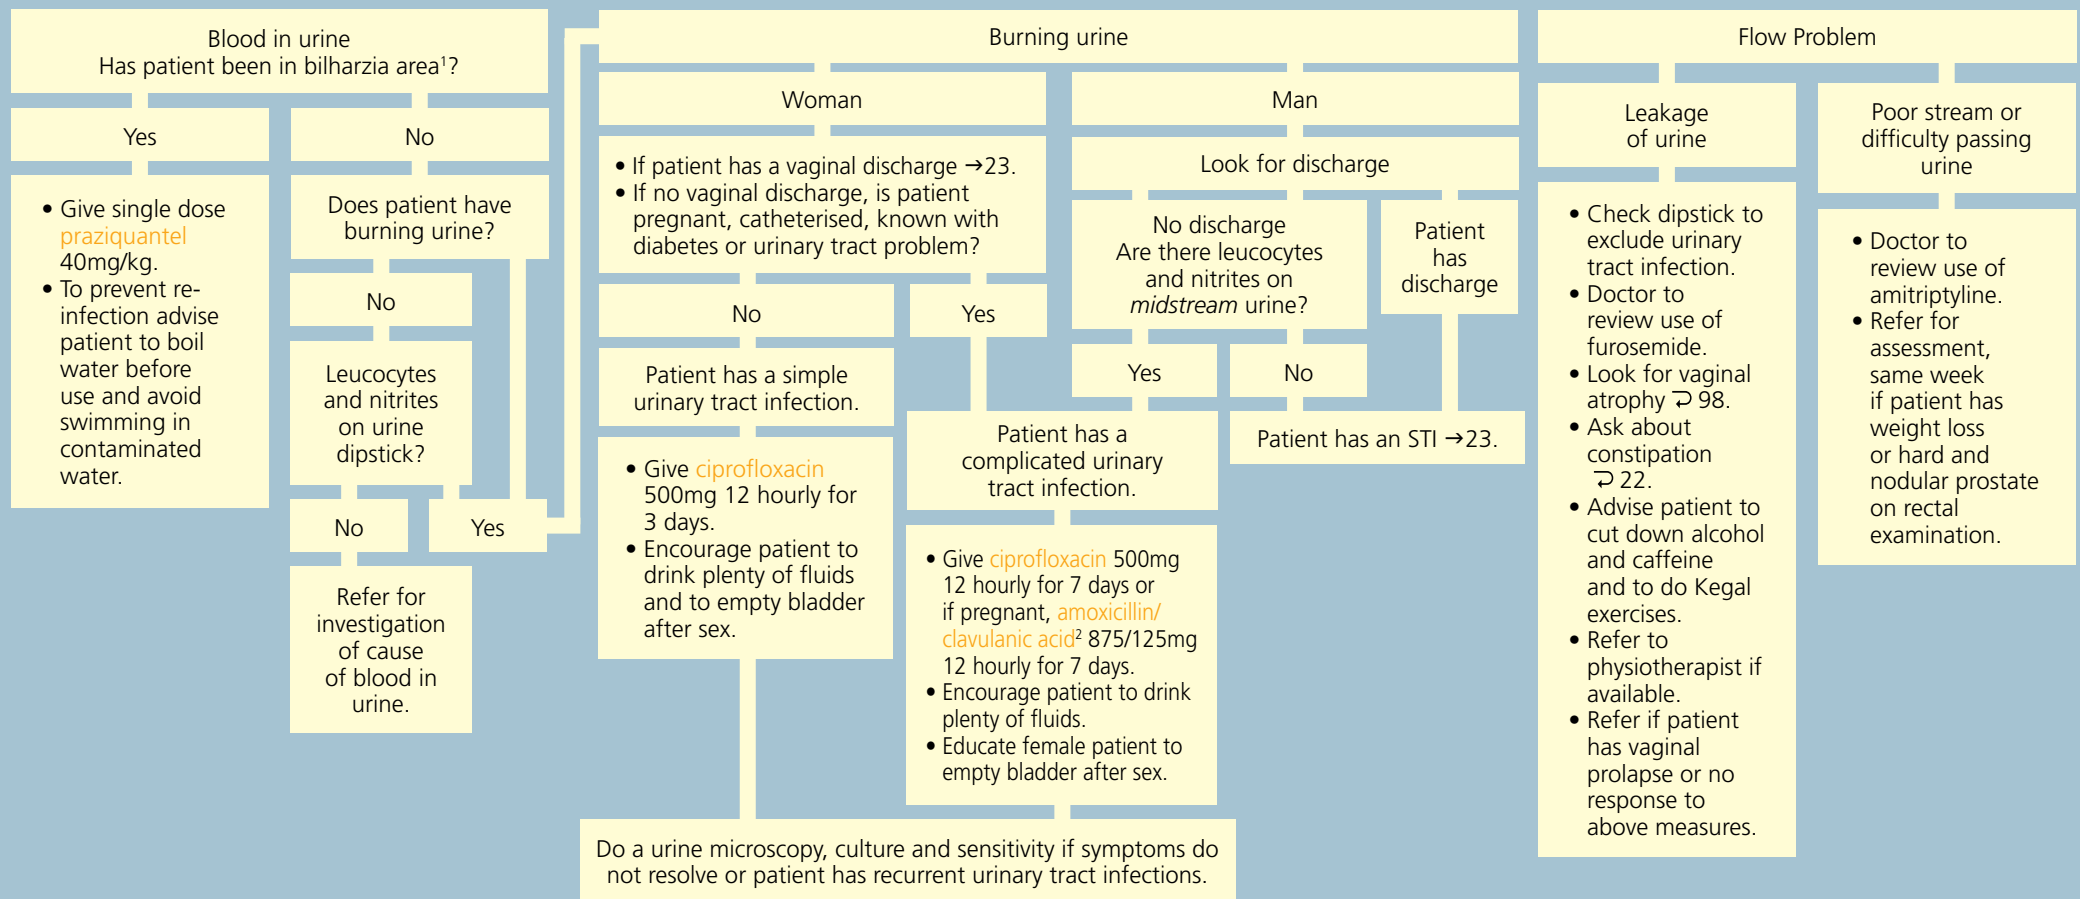 Blood in urine
Has patient been in bilharzia area¹?
Yes
• Give single dose
praziquantel
40mg/kg.
• To prevent re-
infection advise
patient to boil
water before
use and avoid
swimming in
contaminated
water.
No
Does patient have
burning urine?
No
Leucocytes
and nitrites
on urine
dipstick?
No
Yes
Refer for
investigation
of cause
of blood in
urine.
Burning urine
Woman
• If patient has a vaginal discharge →23.
• If no vaginal discharge, is patient
pregnant, catheterised, known with
diabetes or urinary tract problem?
No
Patient has a simple
urinary tract infection.
• Give ciprofloxacin
500mg 12 hourly for
3 days.
• Encourage patient to
drink plenty of fluids
and to empty bladder
after sex.
Yes
Man
Look for discharge
No discharge
Are there leucocytes
and nitrites on
midstream urine?
Yes
No
Patient
has
discharge
Patient has an STI →23.
Patient has a
complicated urinary
tract infection.
• Give ciprofloxacin 500mg
12 hourly for 7 days or
if pregnant, amoxicillin/
clavulanic acid² 875/125mg
12 hourly for 7 days.
• Encourage patient to drink
plenty of fluids.
• Educate female patient to
empty bladder after sex.
Do a urine microscopy, culture and sensitivity if symptoms do
not resolve or patient has recurrent urinary tract infections.
Flow Problem
Leakage
of urine
• Check dipstick to
exclude urinary
tract infection.
• Doctor to
review use of
furosemide.
• Look for vaginal
atrophy ⊃ 98.
• Ask about
constipation
⊃ 22.
• Advise patient to
cut down alcohol
and caffeine
and to do Kegal
exercises.
• Refer to
physiotherapist if
available.
• Refer if patient
has vaginal
prolapse or no
response to
above measures.
Poor stream or
difficulty passing
urine
• Doctor to
review use of
amitriptyline.
• Refer for
assessment,
same week
if patient has
weight loss
or hard and
nodular prostate
on rectal
examination.